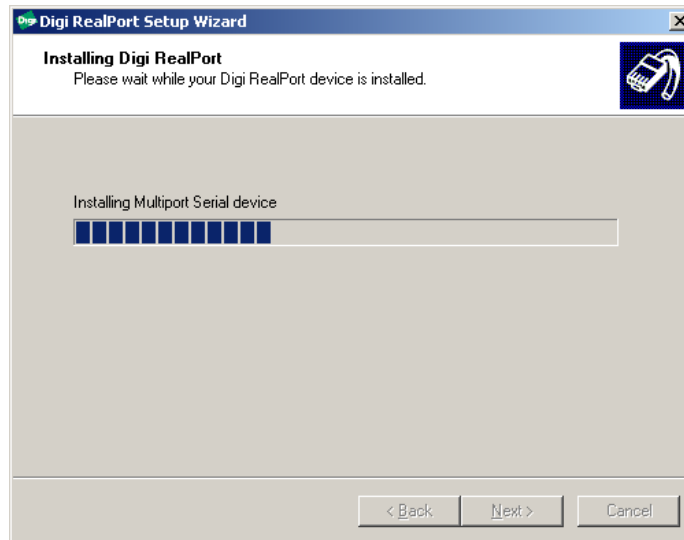 Digi Digi RealPort Setup Wizard
Installing Digi RealPort
Please wait while your Digi RealPort device is installed.
Installing Multiport Serial device
< Back Next > Cancel